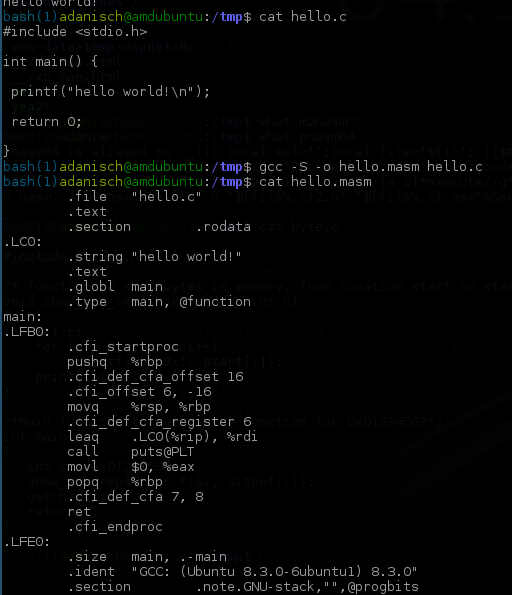 hello world!
bash(1)adanisch@amdubuntu:/tmp$ cat hello.c
#include <stdio.h>
int main() {
printf("hello world!\n");
return 0;
}
bash(1)adanisch@amdubuntu:/tmp$ gcc -S -o hello.masm hello.c
bash(1)adanisch@amdubuntu:/tmp$ cat hello.masm
.file "hello.c"
.text
.section .rodata
.LC0:
.string "hello world!"
.text
.globl main
.type main, @function
main:
.LFB0:
.cfi_startproc
pushq %rbp
.cfi_def_cfa_offset 16
.cfi_offset 6, -16
movq %rsp, %rbp
.cfi_def_cfa_register 6
leaq .LC0(%rip), %rdi
call puts@PLT
movl $0, %eax
popq %rbp
.cfi_def_cfa 7, 8
ret
.cfi_endproc
.LFE0:
.size main, .-main
.ident "GCC: (Ubuntu 8.3.0-6ubuntu1) 8.3.0"
.section .note.GNU-stack,"",@progbits